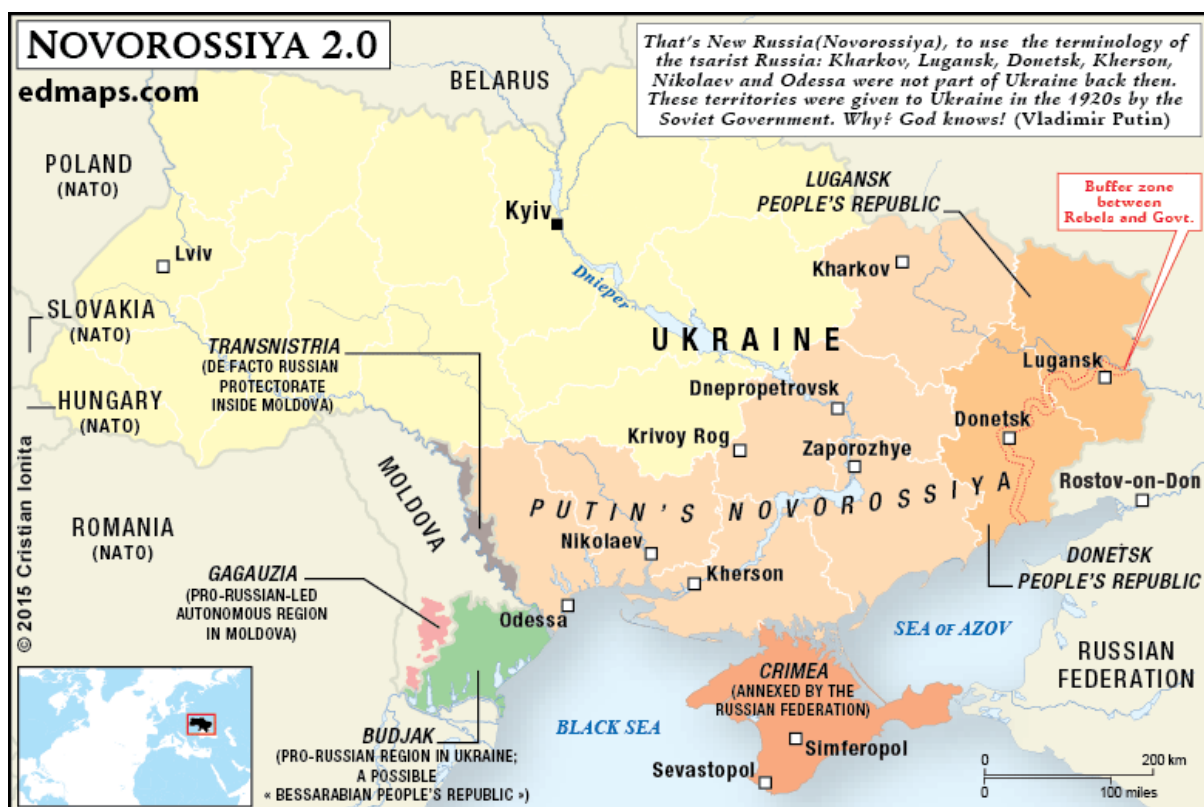 NOVOROSSIYA 2.0
edmaps.com
That's New Russia(Novorossiya), to use the terminology of
the tsarist Russia: Kharkov, Lugansk, Donetsk, Kherson,
Nikolaev and Odessa were not part of Ukraine back then.
These territories were given to Ukraine in the 1920s by the
Soviet Government. Why? God knows! (Vladimir Putin)
BELARUS
POLAND
(NATO)
LUGANSK
PEOPLE'S REPUBLIC
Buffer zone
between
Rebels and Govt.
Kyiv
Lviv
Kharkov
Dnieper
SLOVAKIA
(NATO)
UKRAINE
TRANSNISTRIA
(DE FACTO RUSSIAN
PROTECTORATE
INSIDE MOLDOVA)
Lugansk
HUNGARY
(NATO)
Dnepropetrovsk
Donetsk
Krivoy Rog
Zaporozhye
MOLDOVA
PUTIN'S NOVOROSSIYA
Rostov-on-Don
ROMANIA
(NATO)
Nikolaev
Kherson
DONETSK
PEOPLE'S REPUBLIC
GAGAUZIA
(PRO-RUSSIAN-LED
AUTONOMOUS REGION
IN MOLDOVA)
Odessa
SEA OF AZOV
RUSSIAN
FEDERATION
CRIMEA
(ANNEXED BY THE
RUSSIAN FEDERATION)
BLACK SEA
BUDJAK
(PRO-RUSSIAN REGION IN UKRAINE;
A POSSIBLE
« BESSARABIAN PEOPLE'S REPUBLIC »)
Simferopol
Sevastopol
0 200 km
0 100 miles
© 2015 Cristian Ionita